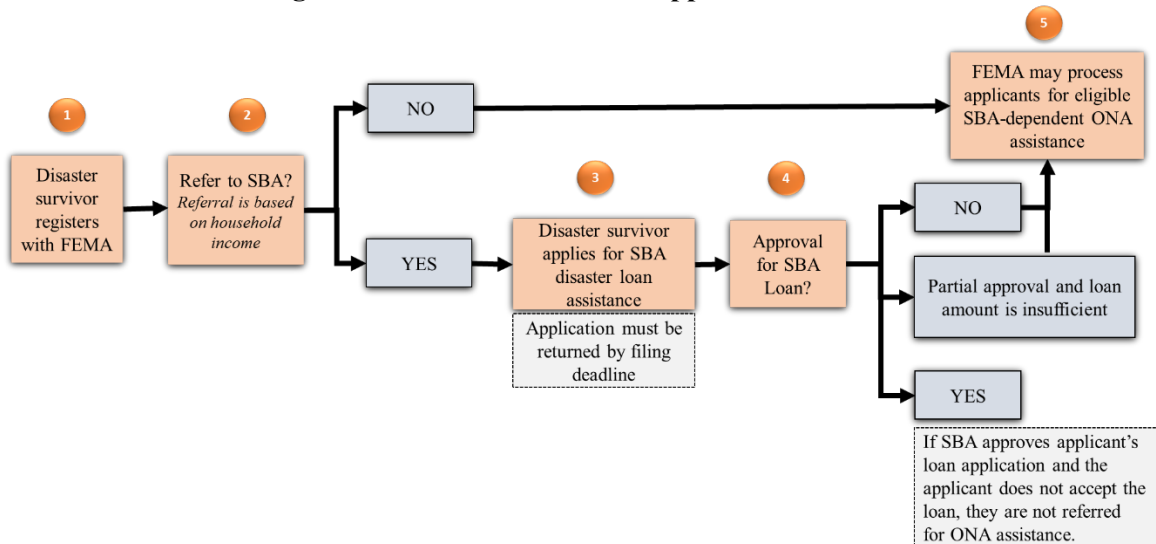 1
Disaster
survivor
registers
with FEMA
2
Refer to SBA?
Referral is based
on household
income
NO
YES
3
Disaster survivor
applies for SBA
disaster loan
assistance
Application must be
returned by filing
deadline
4
Approval
for SBA
Loan?
5
FEMA may process
applicants for eligible
SBA-dependent ONA
assistance
NO
Partial approval and loan
amount is insufficient
YES
If SBA approves applicant's
loan application and the
applicant does not accept the
loan, they are not referred
for ONA assistance.